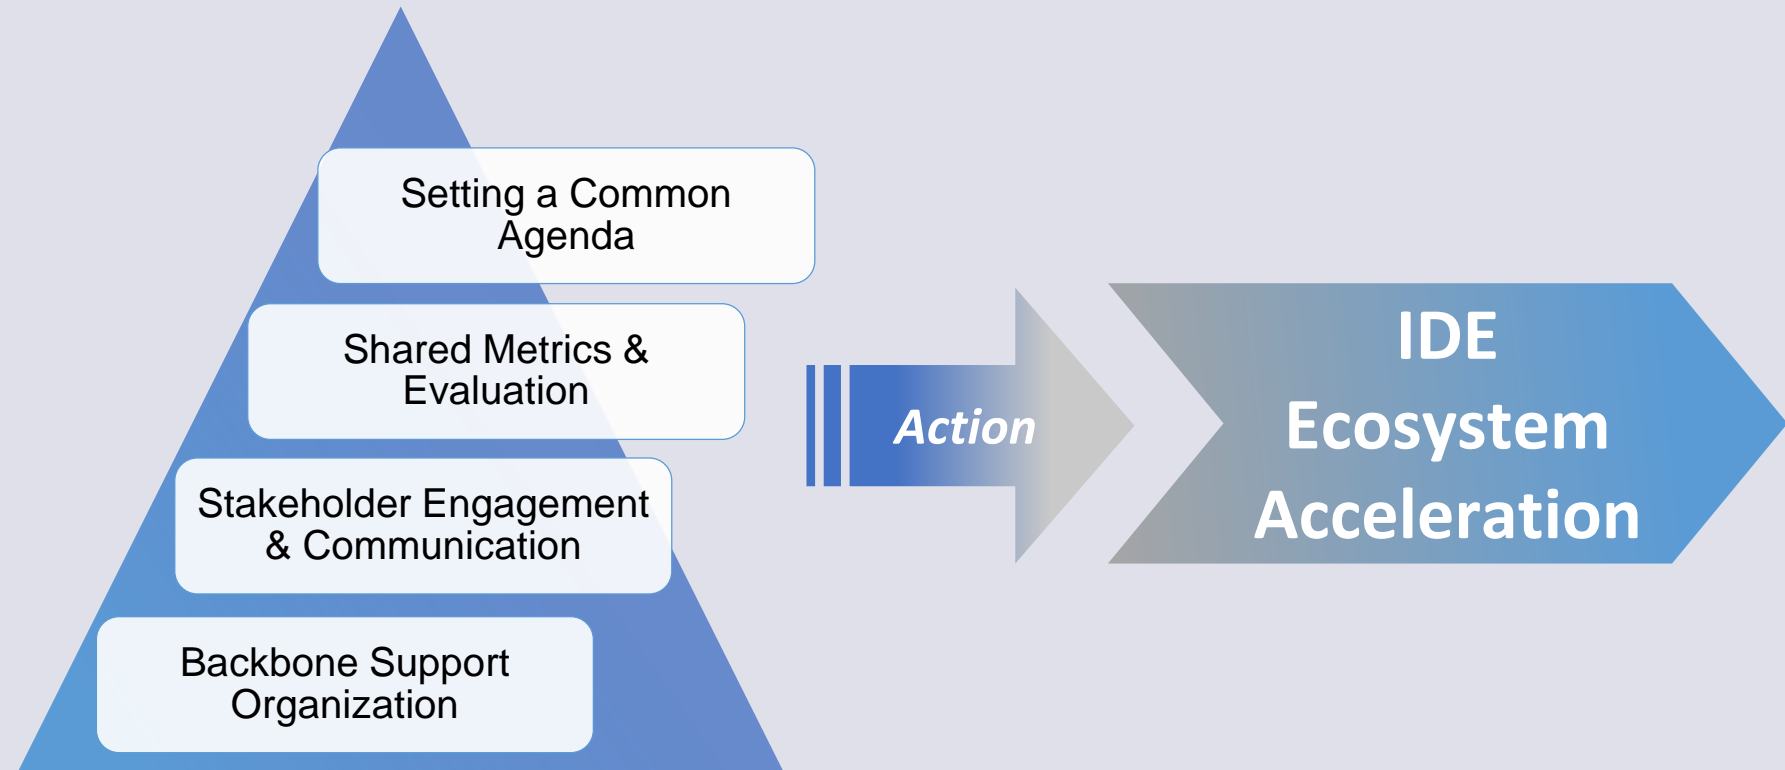 Setting a Common
Agenda
Shared Metrics &
Evaluation
Stakeholder Engagement
& Communication
Backbone Support
Organization
Action
IDE
Ecosystem
Acceleration